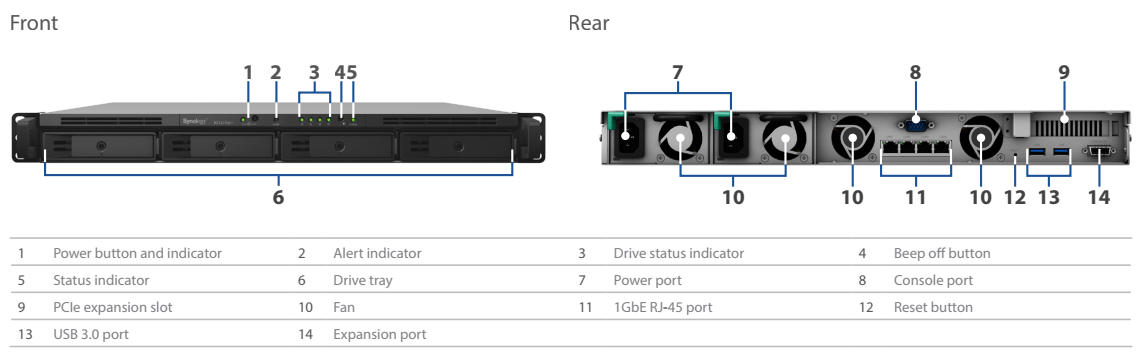 Front
Rear
1 2 3 4 5
7 8 9
Synology
6
10 10 11 10 12 13 14
1 Power button and indicator 2 Alert indicator 3 Drive status indicator 4 Beep off button
5 Status indicator 6 Drive tray 7 Power port 8 Console port
9 PCIe expansion slot 10 Fan 11 1GbE RJ-45 port 12 Reset button
13 USB 3.0 port 14 Expansion port